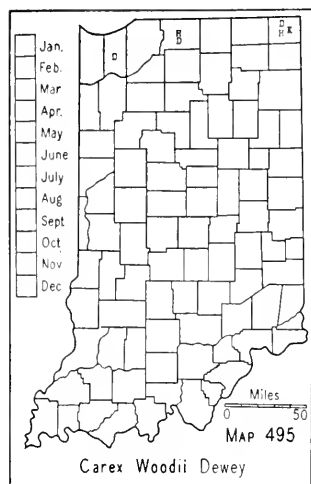 Jan.
Feb.
Mar
Apr.
May
June
July
Aug
Sept
Oct
Nov
Dec
D
D
D
K
Miles
0 50
MAP 495
Carex Woodii Dewey